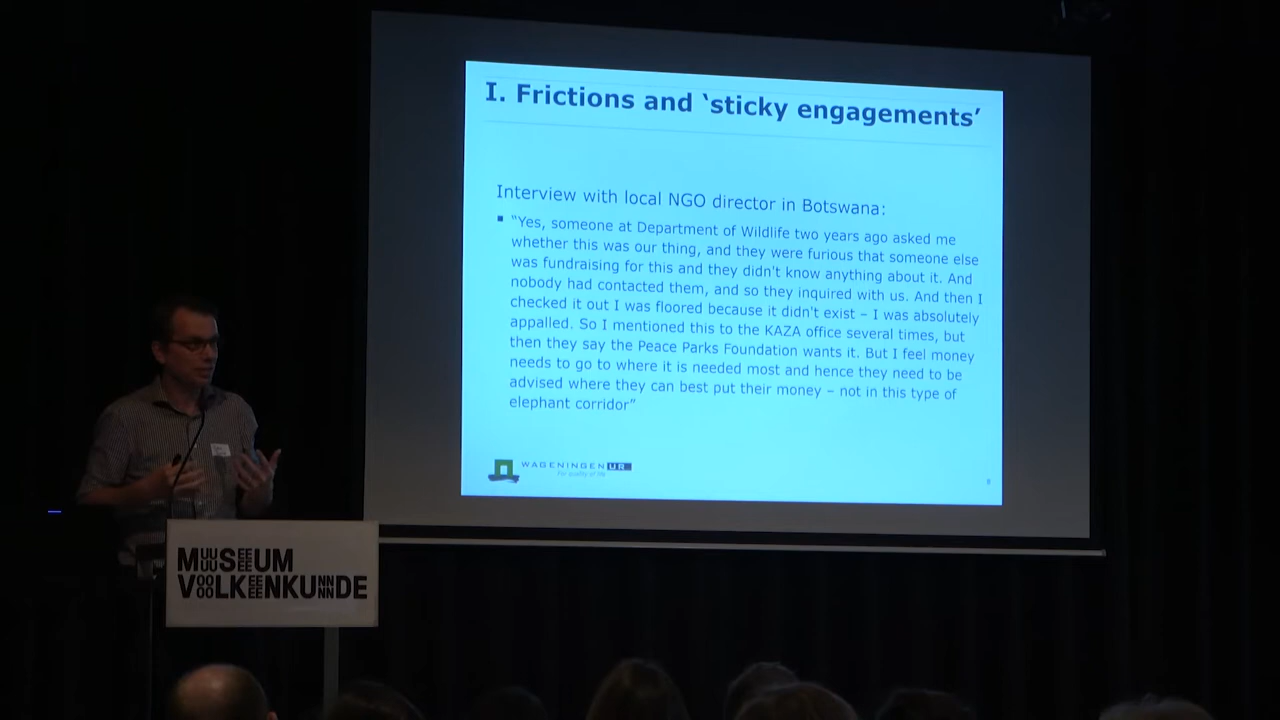 I. Frictions and ‘sticky engagements’
Interview with local NGO director in Botswana:
▪ “Yes, someone at Department of Wildlife two years ago asked me
whether this was our thing, and they were furious that someone else
was fundraising for this and they didn't know anything about it. And
nobody had contacted them, and so they inquired with us. And then I
checked it out I was floored because it didn't exist – I was absolutely
appalled. So I mentioned this to the KAZA office several times, but
then they say the Peace Parks Foundation wants it. But I feel money
needs to go to where it is needed most and hence they need to be
advised where they can best put their money – not in this type of
elephant corridor”
WAGENINGEN UR
For quality of life
MUSEUM
VOLKENKUNDE